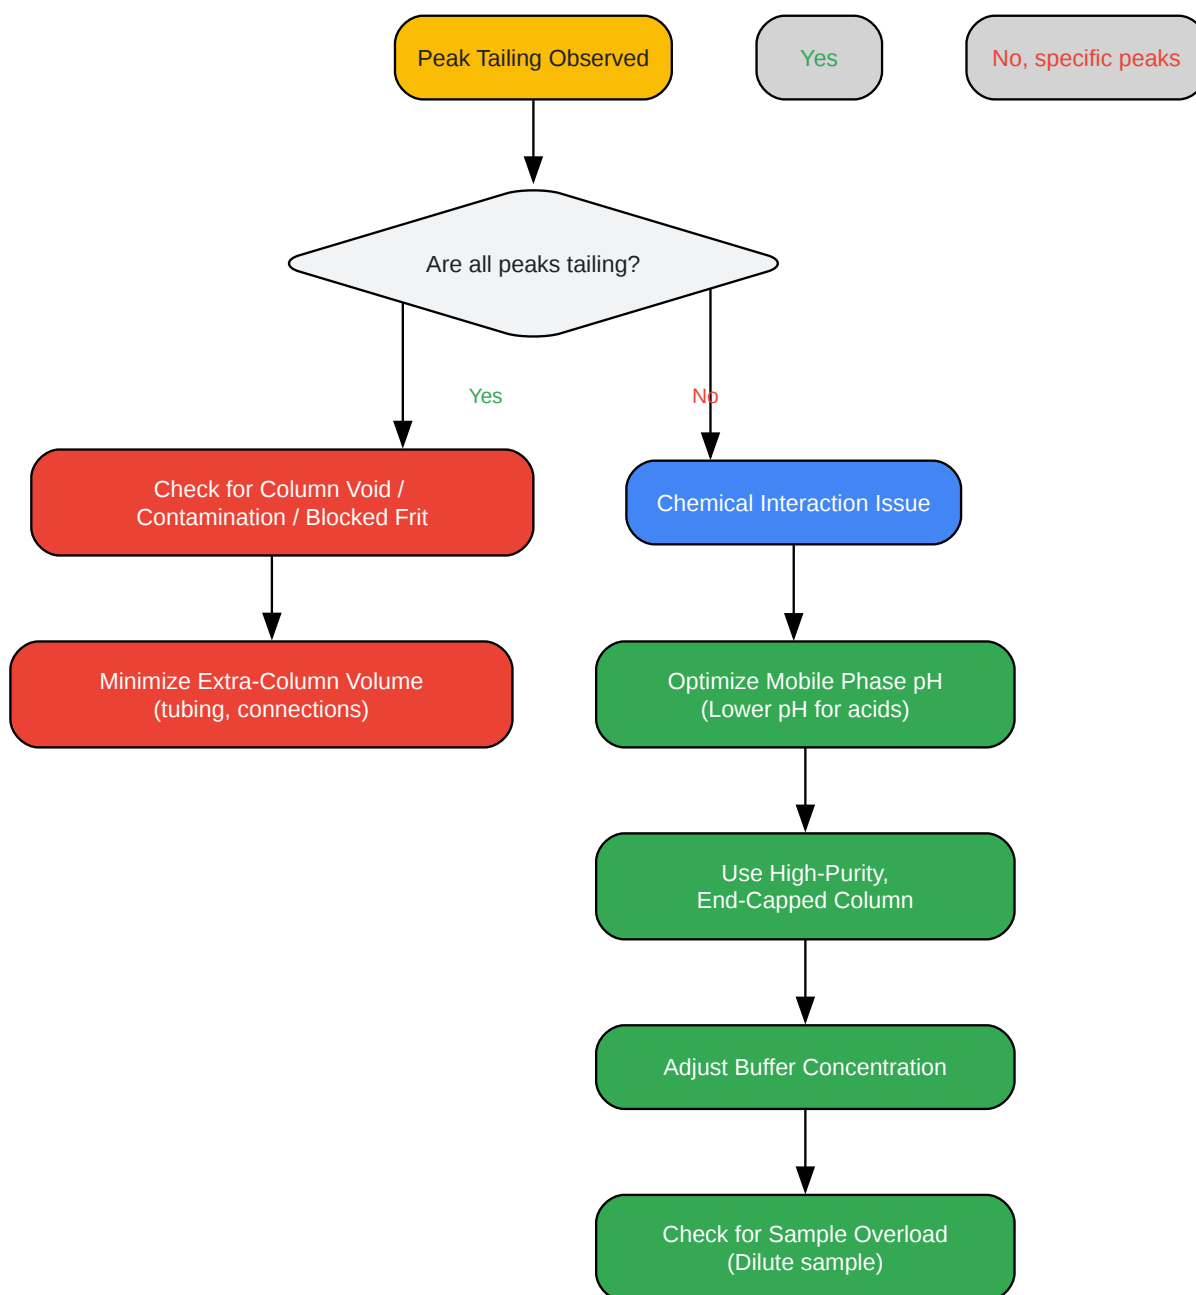 Peak Tailing Observed
Yes
No, specific peaks
Are all peaks tailing?
Yes
No
Check for Column Void /
Contamination / Blocked Frit
Chemical Interaction Issue
Minimize Extra-Column Volume
(tubing, connections)
Optimize Mobile Phase pH
(Lower pH for acids)
Use High-Purity,
End-Capped Column
Adjust Buffer Concentration
Check for Sample Overload
(Dilute sample)